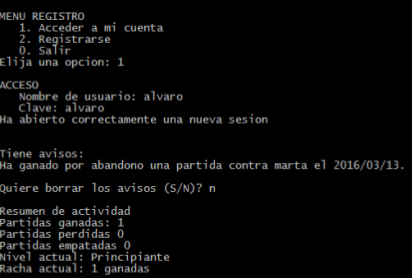 MENU REGISTRO
1. Acceder a mi cuenta
2. Registrarse
0. Salir
Elija una opcion: 1
ACCESO
Nombre de usuario: alvaro
Clave: alvaro
Ha abierto correctamente una nueva sesion
Tiene avisos:
Ha ganado por abandono una partida contra marta el 2016/03/13.
Quiere borrar los avisos (S/N)? n
Resumen de actividad
Partidas ganadas: 1
Partidas perdidas 0
Partidas empatadas 0
Nivel actual: Principiante
Racha actual: 1 ganadas